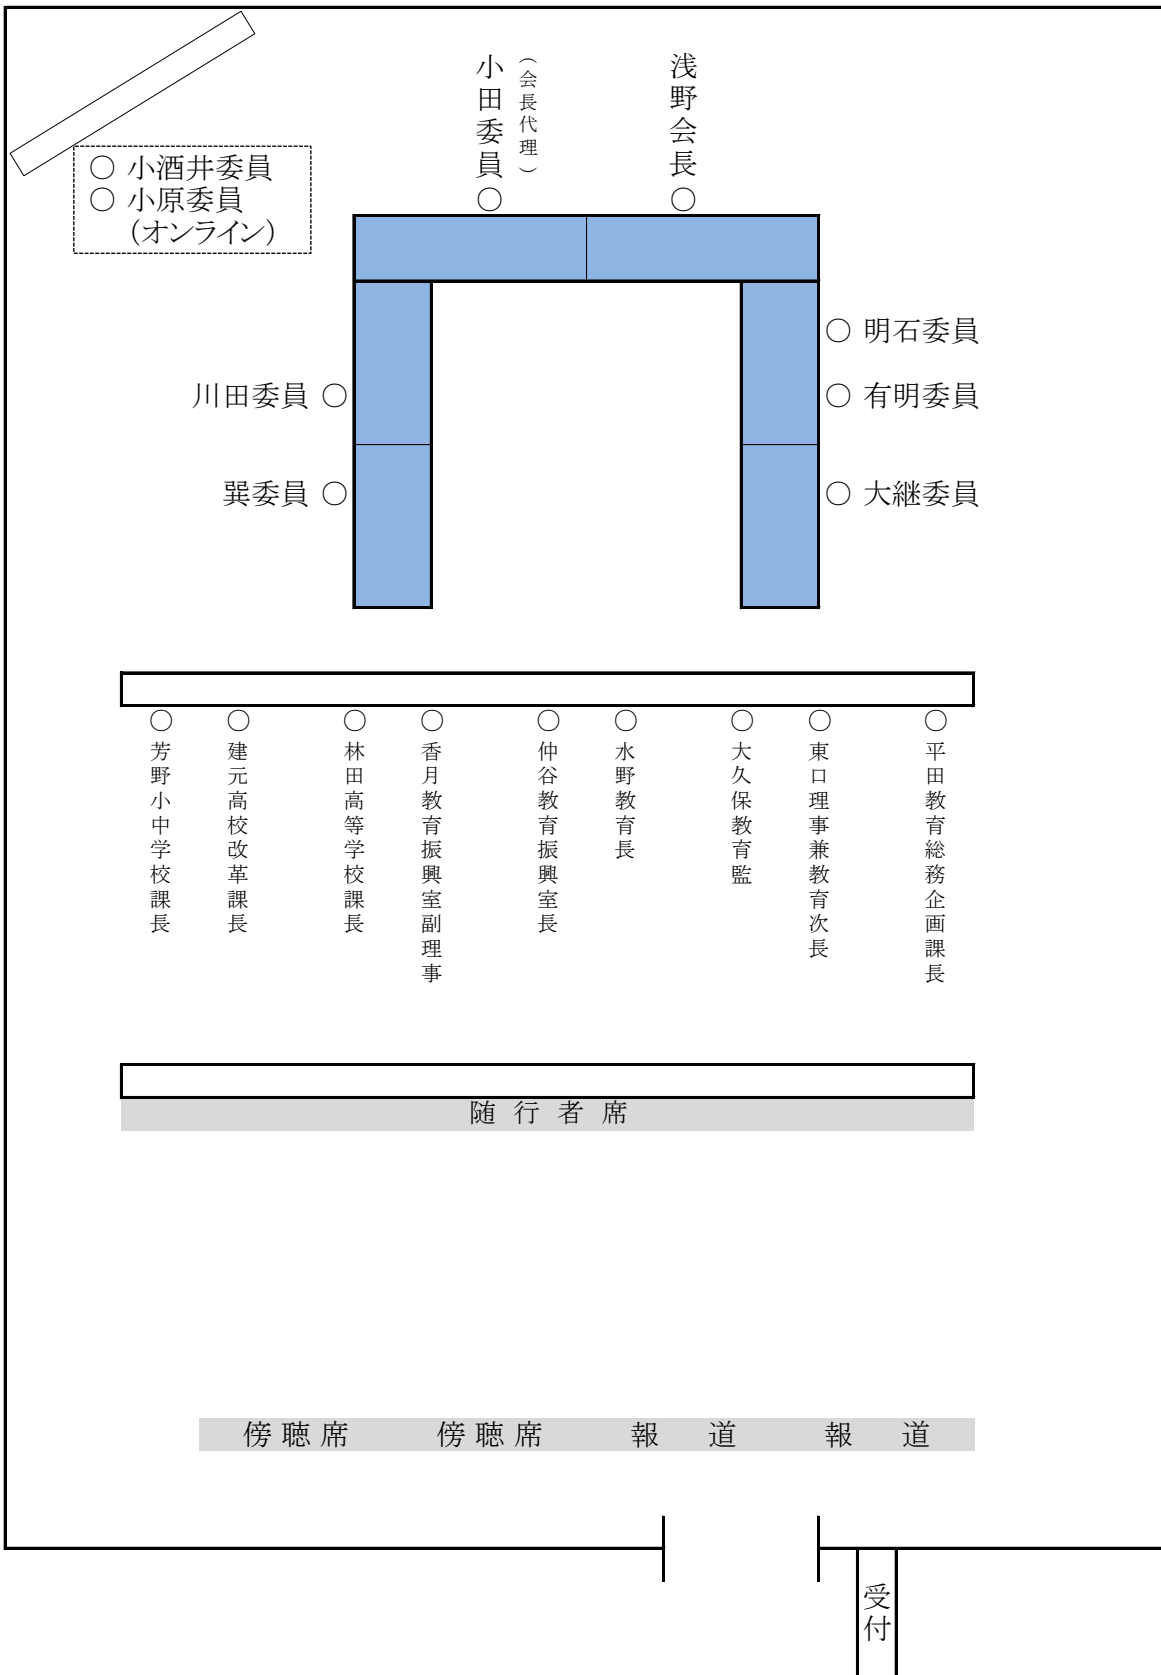 浅野会長
(会長代理)
小田委員
小酒井委員
小原委員
(オンライン)
明石委員
川田委員
有明委員
巽委員
大継委員
平田教育総務企画課長
東口理事兼教育次長
大久保教育監
水野教育長
仲谷教育振興室長
香月教育振興室副理事
林田高等学校課長
建元高校改革課長
芳野小中学校課長
随行者席
傍聴席 傍聴席 報道 報道
受付